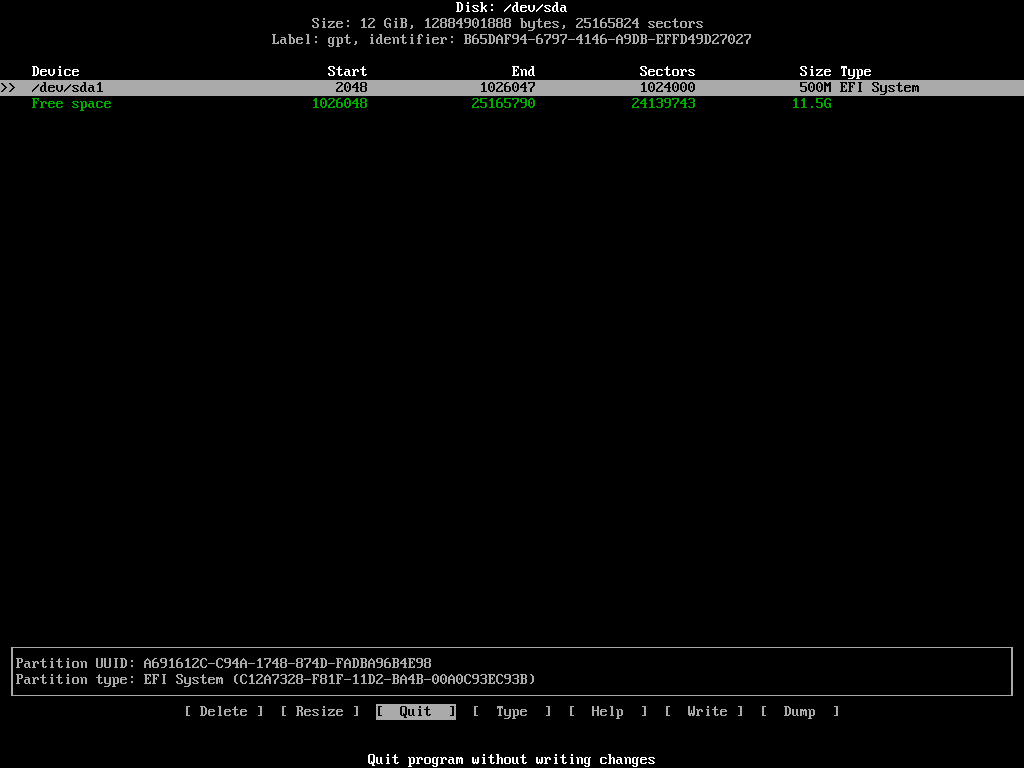 Disk: /dev/sda
Size: 12 GiB, 12884901888 bytes, 25165824 sectors
Label: gpt, identifier: B65DAF94-6797-4146-A9DB-EFFD49D27027
Device Start End Sectors Size Type
>> /dev/sda1 2048 1026047 1024000 500M EFI System
Free space 1026048 25165790 24139743 11.5G
Partition UUID: A691612C-C94A-1748-874D-FADBA96B4E98
Partition type: EFI System (C12A7328-F81F-11D2-BA4B-00A0C93EC93B)
[ Delete ] [ Resize ] [ Quit ] [ Type ] [ Help ] [ Write ] [ Dump ]
Quit program without writing changes